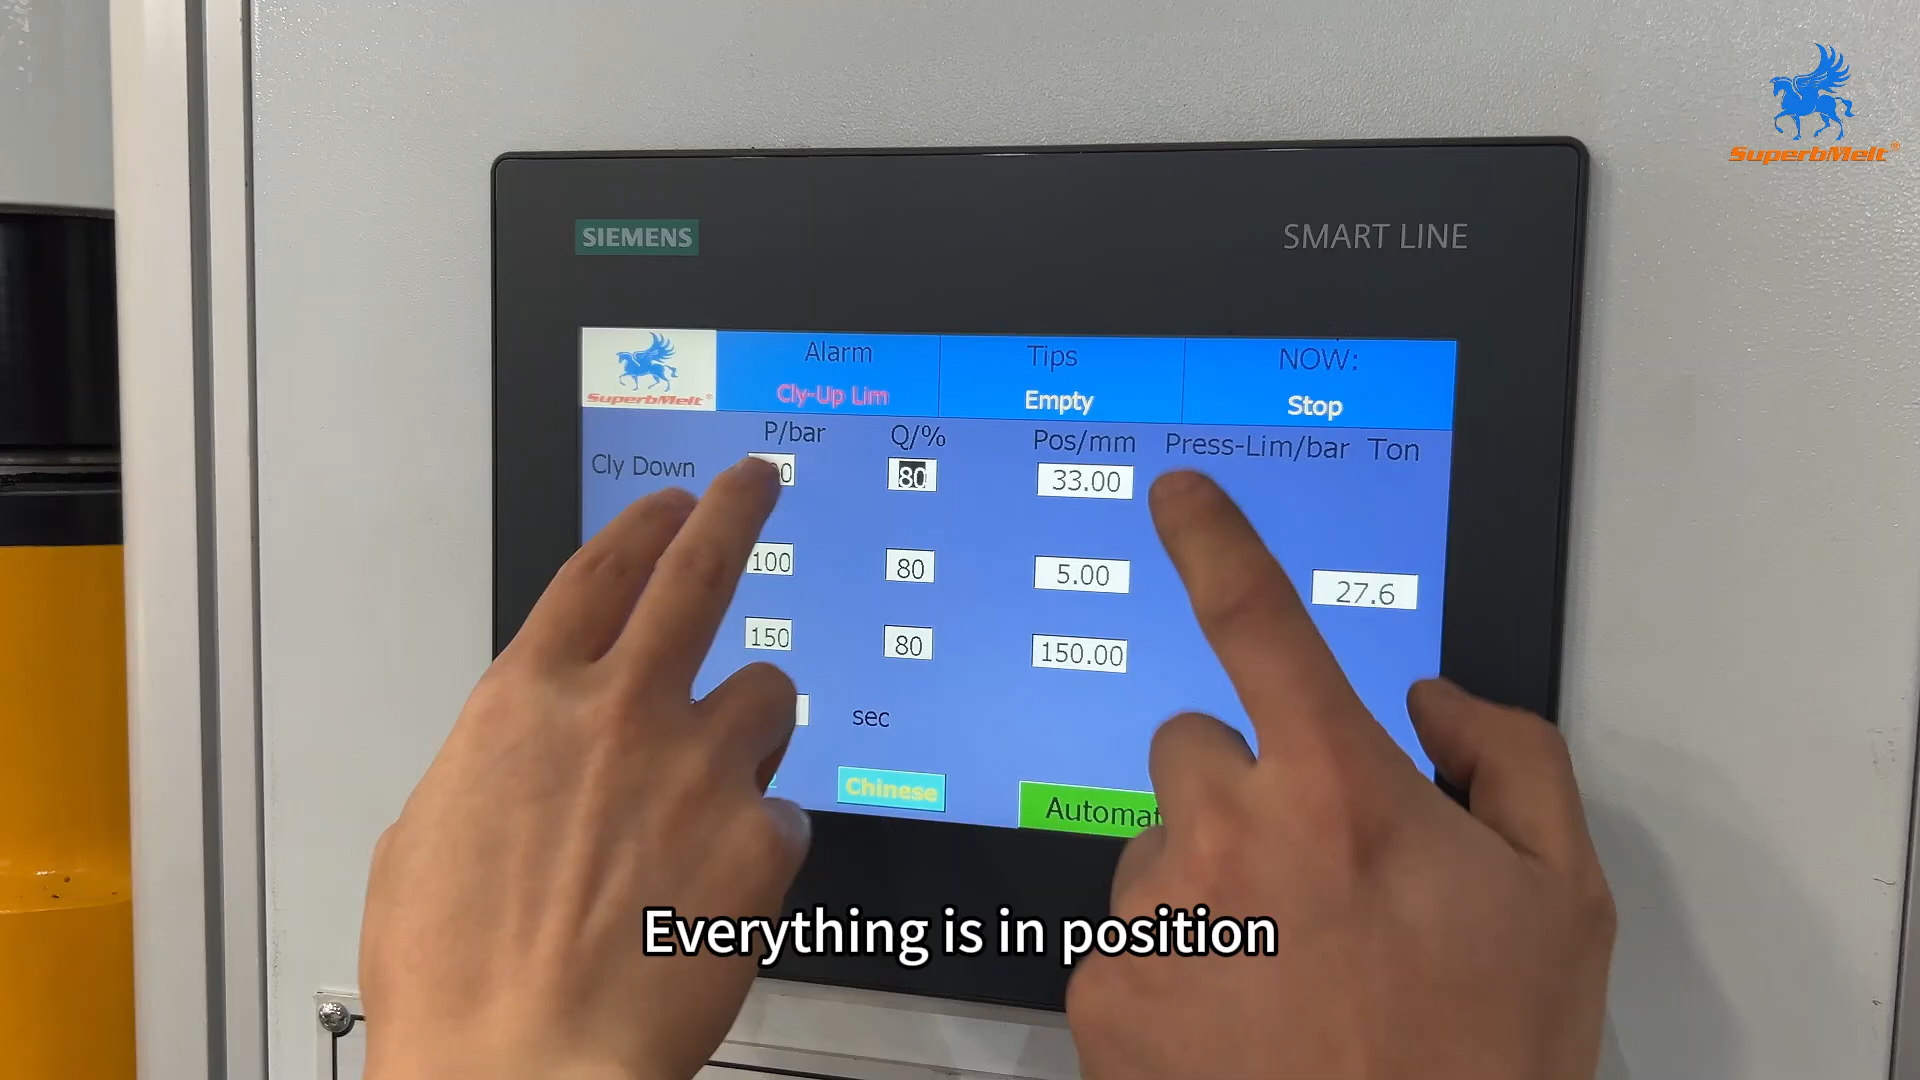 SuperbMelt®
SIEMENS
SMART LINE
SuperbMelt®
Alarm
Tips
NOW:
Cly-Up Lim
Empty
Stop
P/bar
Q/%
Pos/mm
Press-Lim/bar
Ton
Cly Down
80
33.00
100
80
5.00
27.6
150
80
150.00
sec
Chinese
Everything is in position